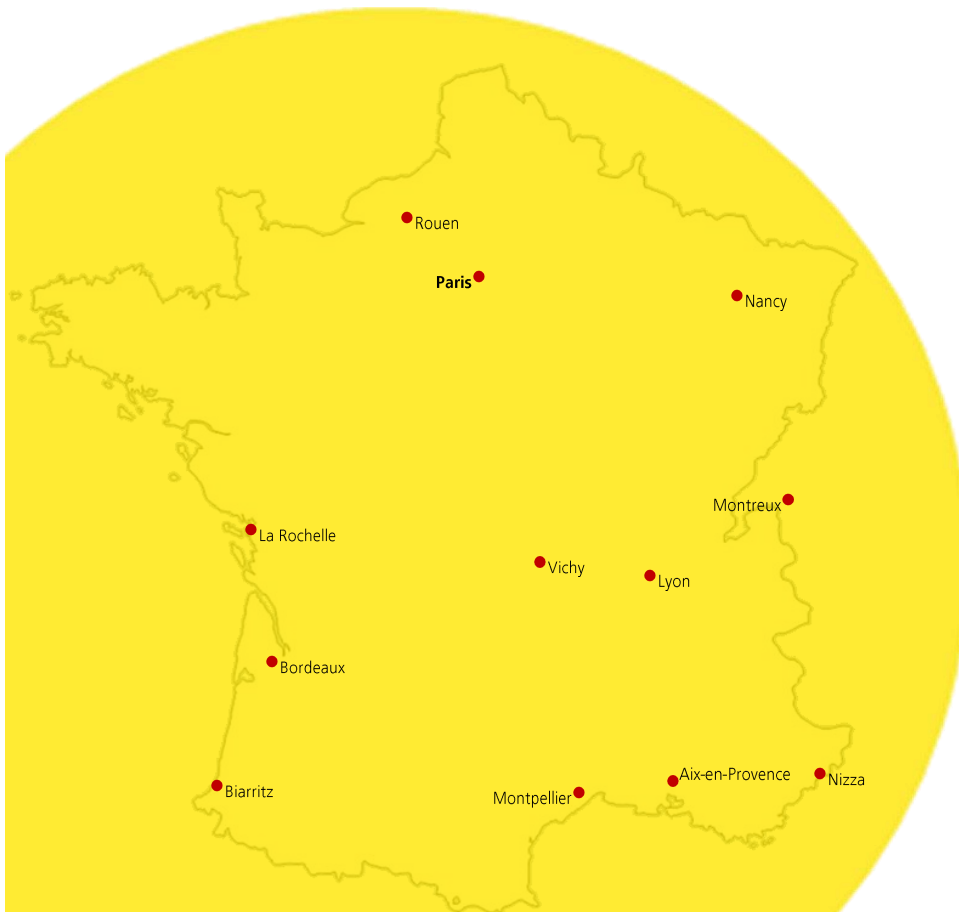 Rouen
Paris
Nancy
Montreux
La Rochelle
Vichy
Lyon
Bordeaux
Aix-en-Provence
Nizza
Biarritz
Montpellier